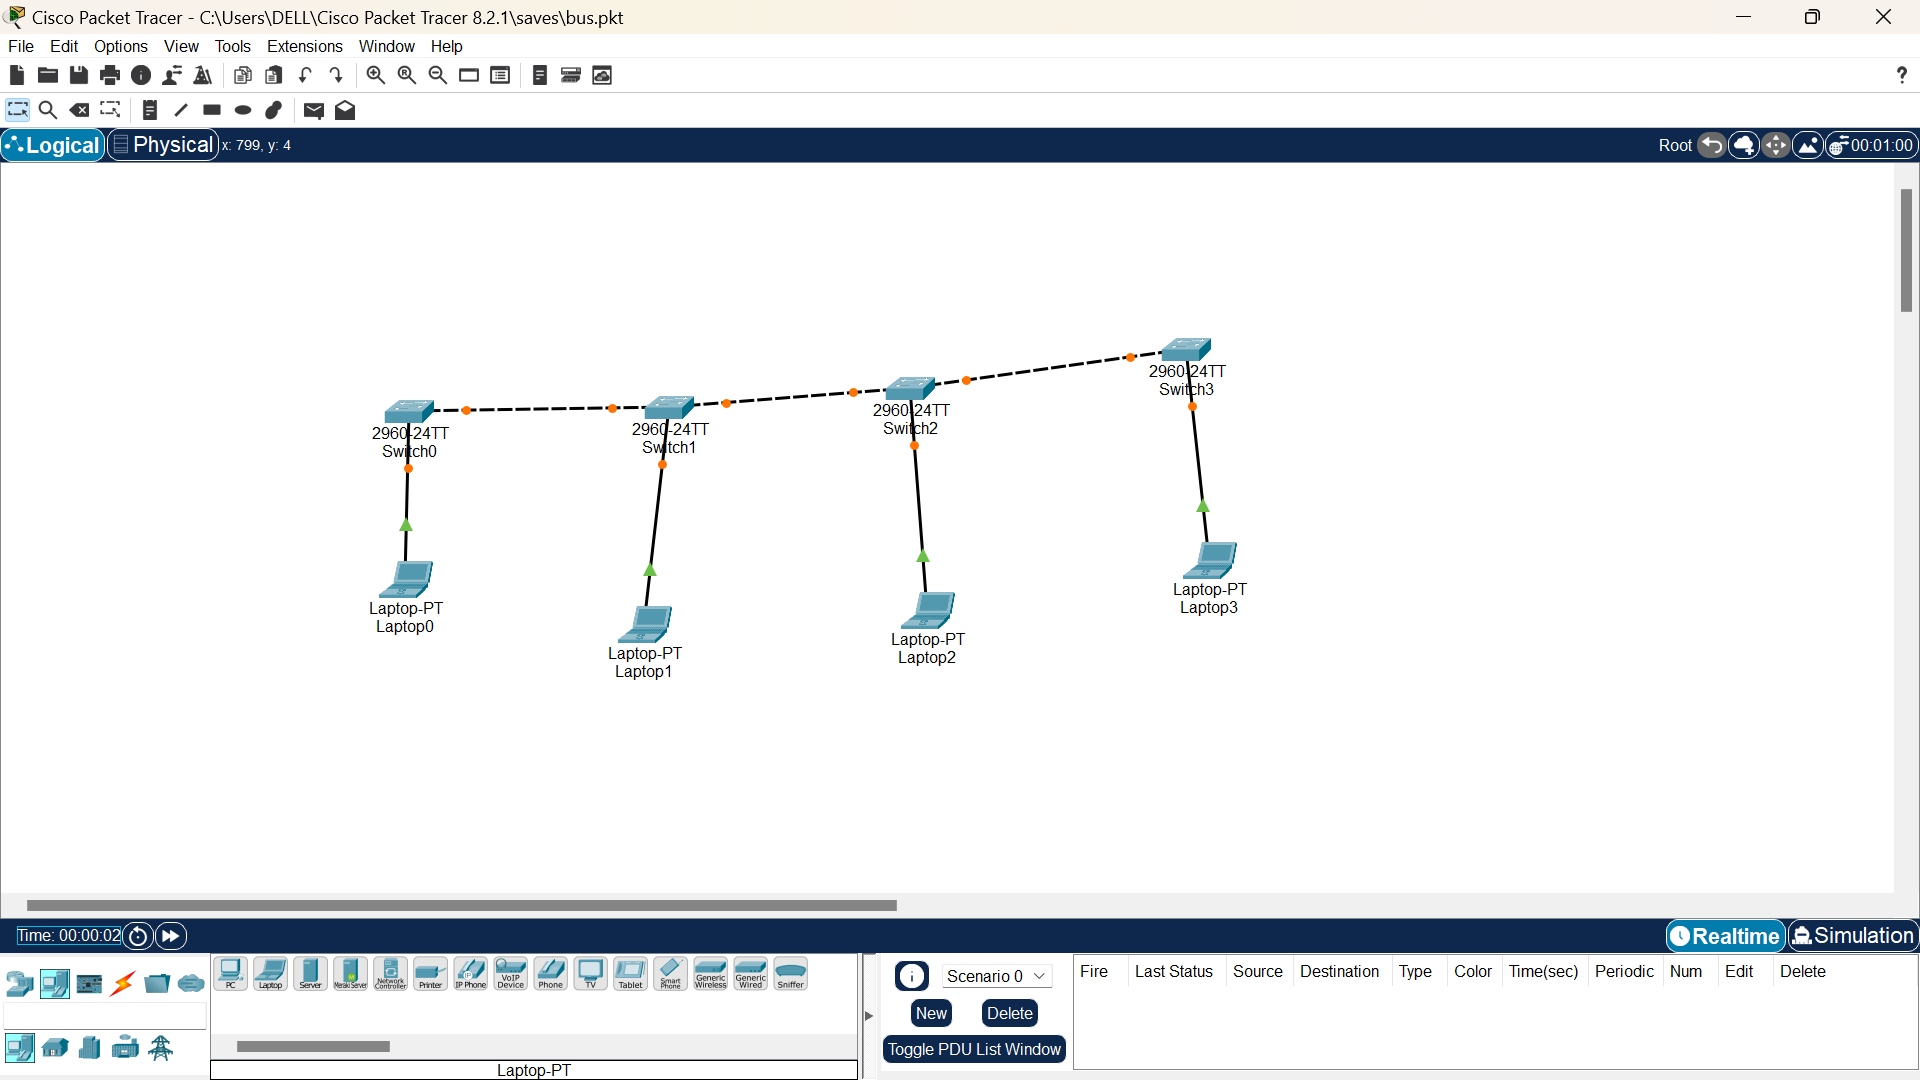 Cisco Packet Tracer - C:\Users\DELL\Cisco Packet Tracer 8.2.1\saves\bus.pkt
File Edit Options View Tools Extensions Window Help
?
Logical Physical x: 799, y: 4 Root 00:01:00
2960-24TT
Switch3
2960-24TT
Switch2
2960-24TT
Switch1
2960-24TT
Switch0
Laptop-PT
Laptop0
Laptop-PT
Laptop1
Laptop-PT
Laptop2
Laptop-PT
Laptop3
Time: 00:00:02 Realtime Simulation
PC Laptop Server Meraki Server Network Controller Printer IP Phone VoIP Device Phone TV Tablet Smart Phone Generic Wireless Generic Wired Sniffer
Laptop-PT
Scenario 0
New Delete
Toggle PDU List Window
Fire Last Status Source Destination Type Color Time(sec) Periodic Num Edit Delete